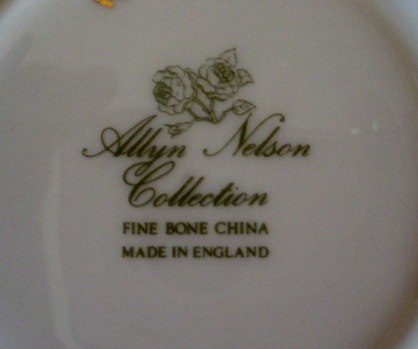 Allyn Nelson
Collection
FINE BONE CHINA
MADE IN ENGLAND